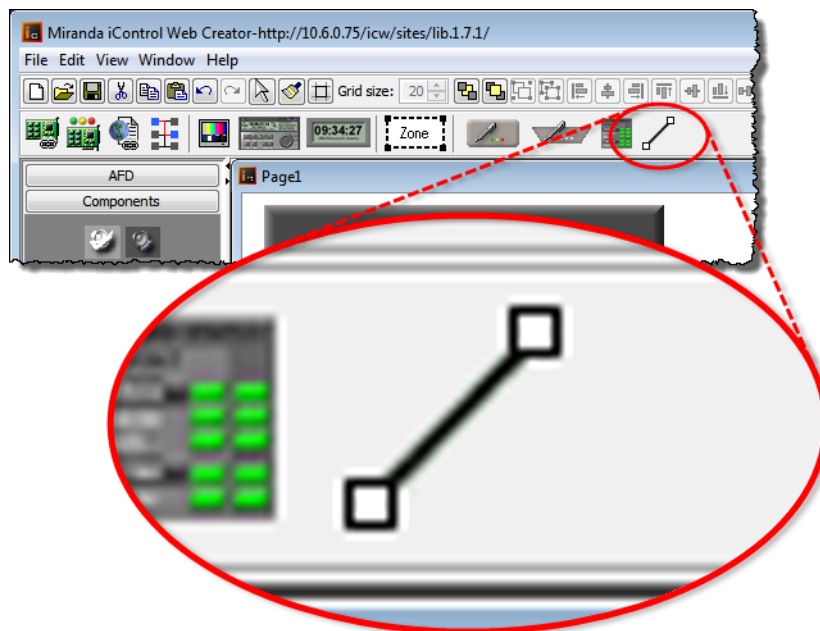 Miranda iControl Web Creator-http://10.6.0.75/icw/sites/lib.1.7.1/
File Edit View Window Help
Grid size: 20
09:34:27 Zone
AFD
Page1
Components